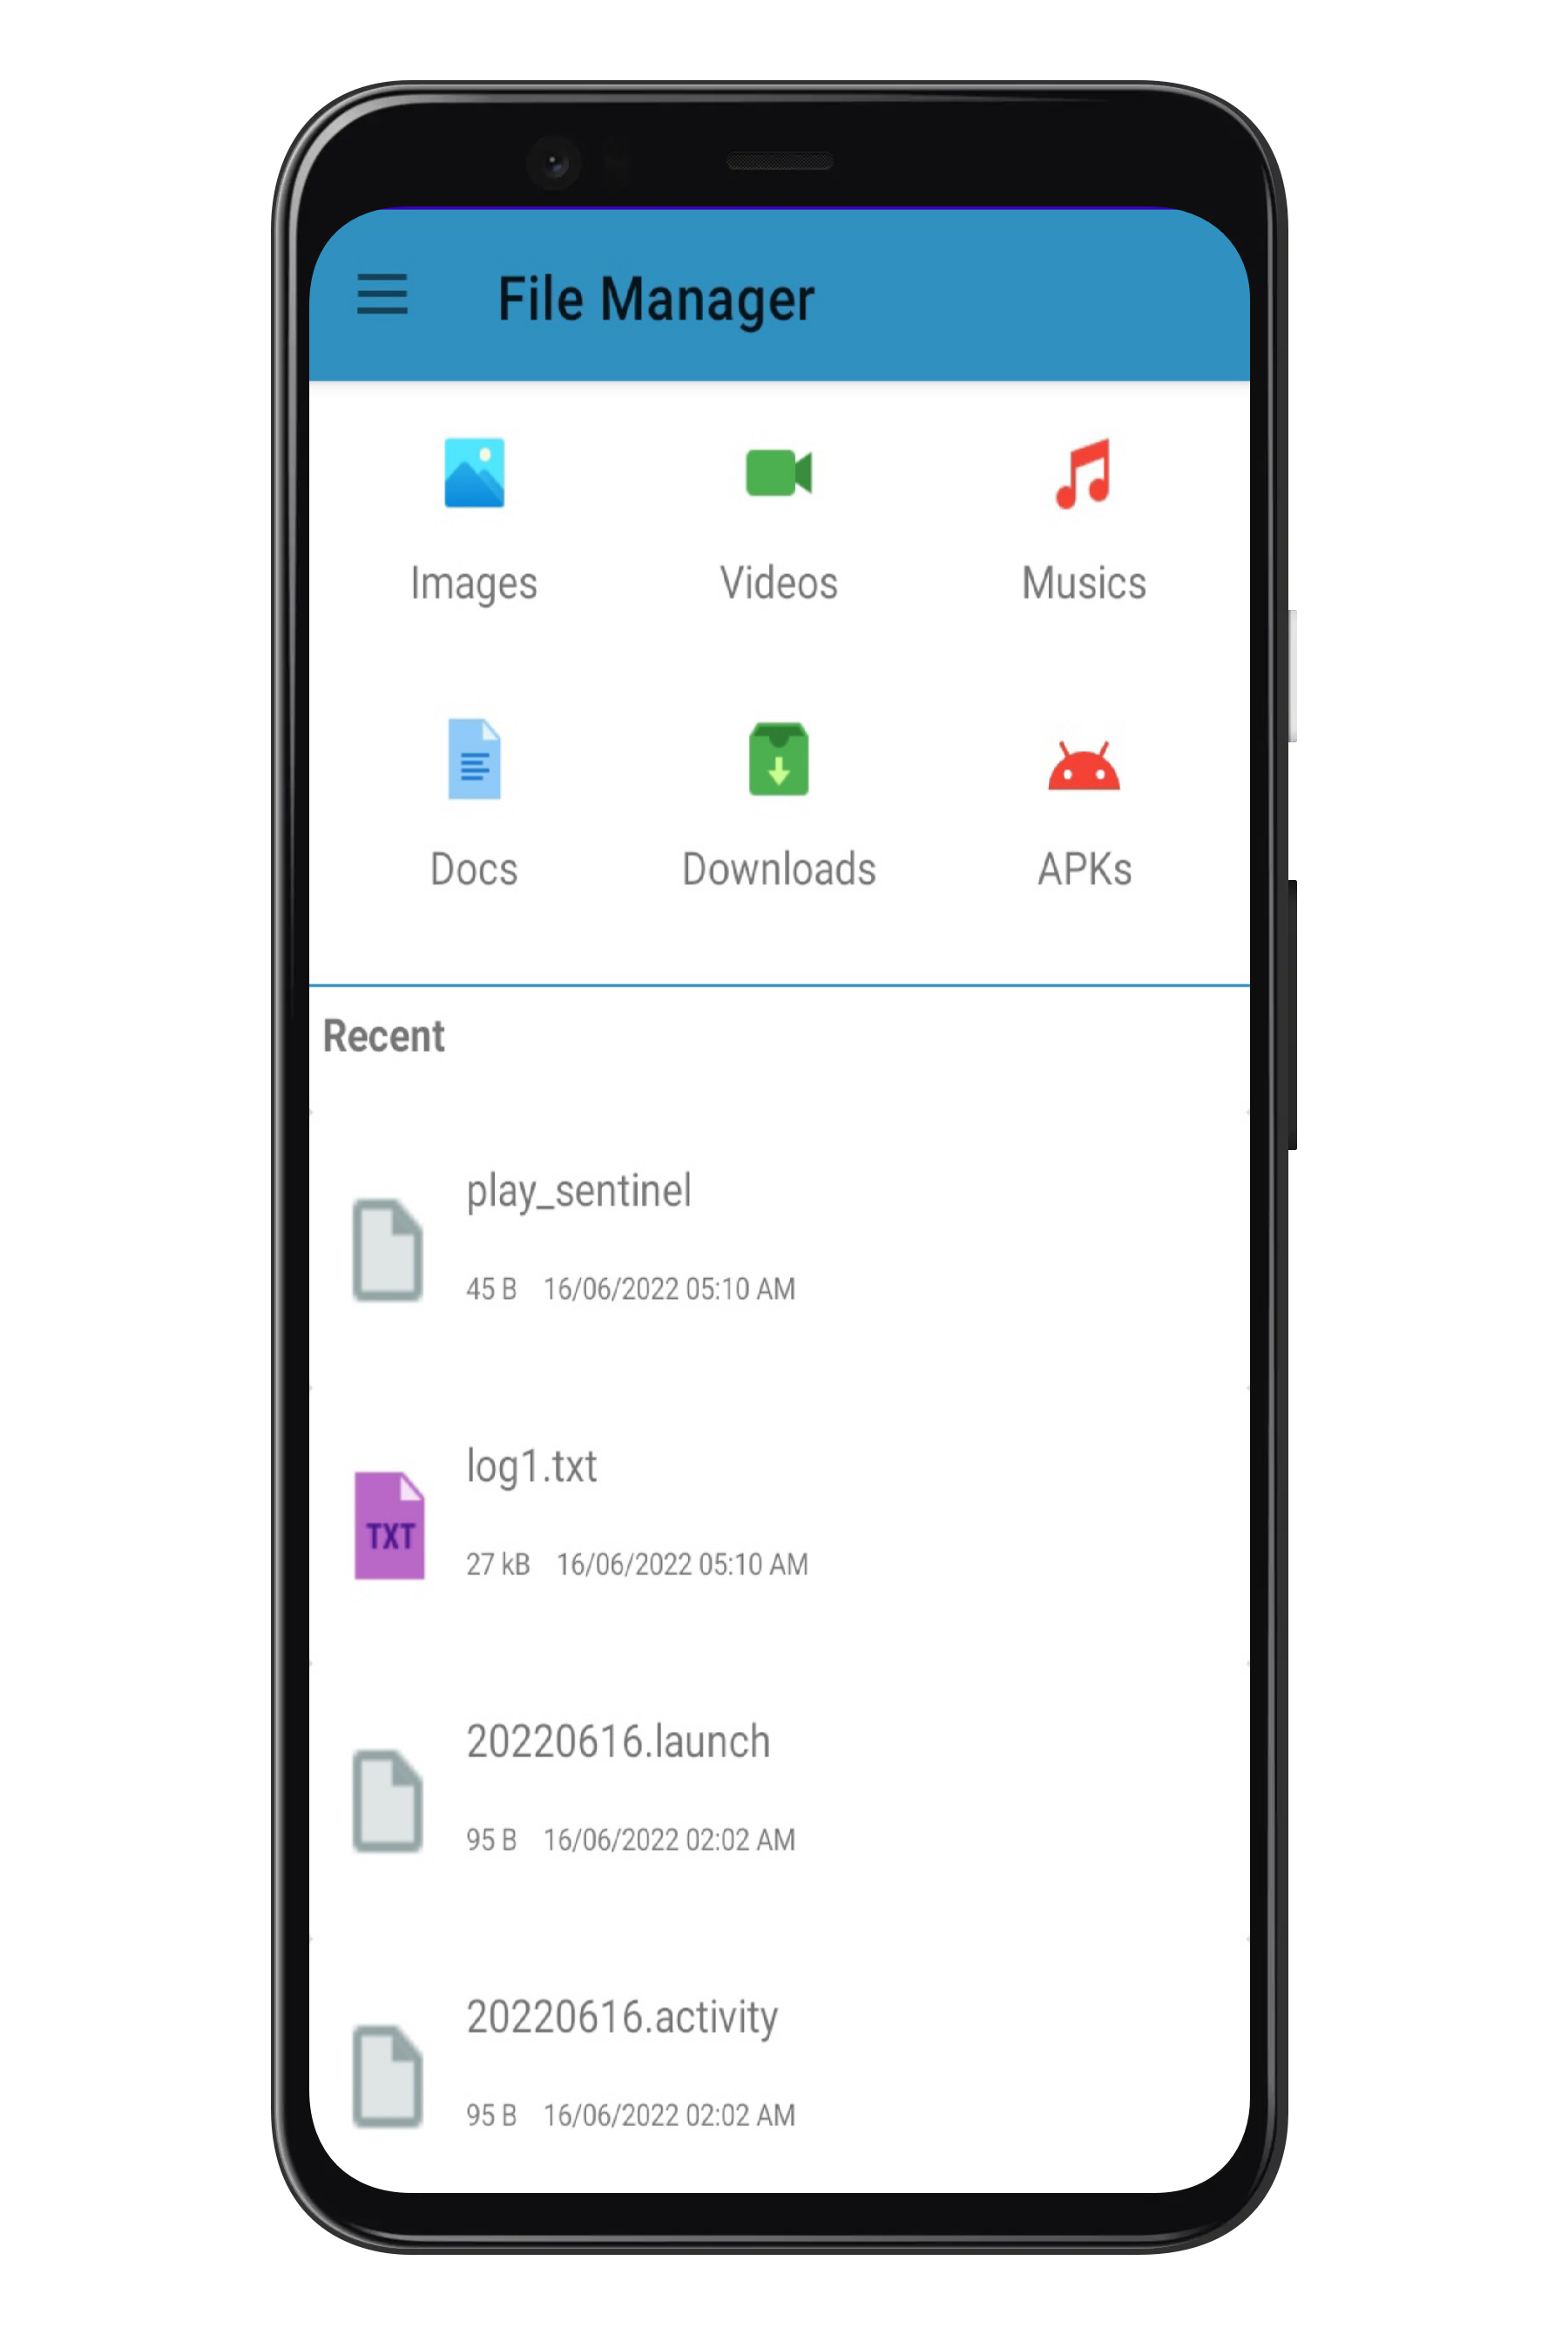 File Manager
Images Videos Musics
Docs Downloads APKs
Recent
play_sentinel
45 B 16/06/2022 05:10 AM
log1.txt
TXT
27 kB 16/06/2022 05:10 AM
20220616.launch
95 B 16/06/2022 02:02 AM
20220616.activity
95 B 16/06/2022 02:02 AM